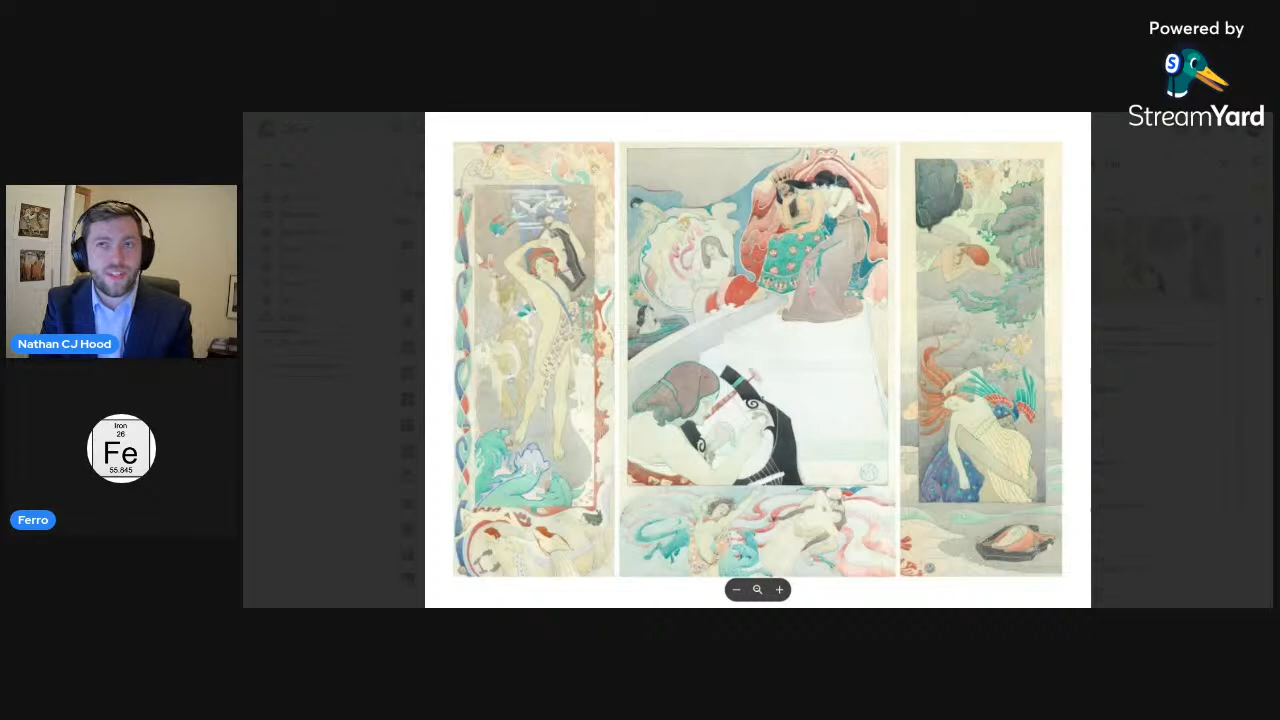 Powered by
S
StreamYard
Nathan CJ Hood
Iron
26
Fe
55.845
Ferro